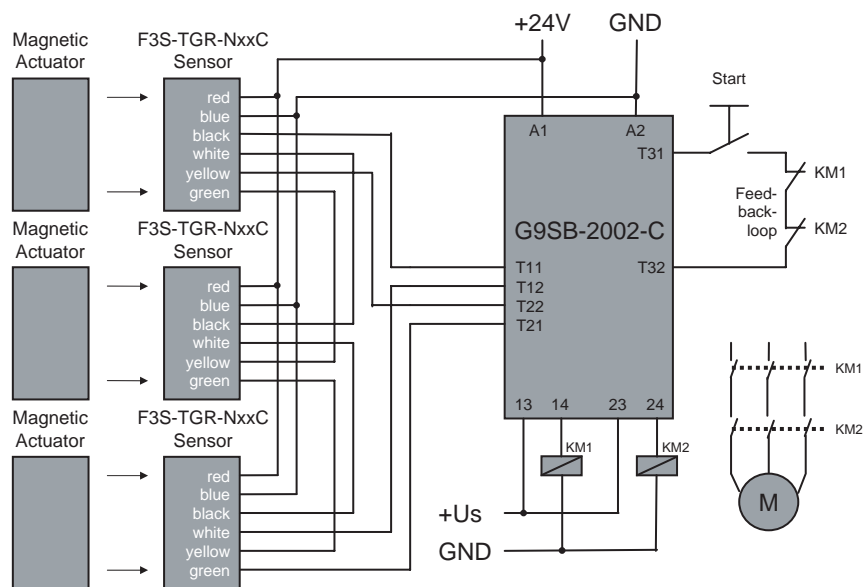 +24V
GND
Magnetic
Actuator
F3S-TGR-NxxC
Sensor
red
blue
black
white
yellow
green
Magnetic
Actuator
F3S-TGR-NxxC
Sensor
red
blue
black
white
yellow
green
Magnetic
Actuator
F3S-TGR-NxxC
Sensor
red
blue
black
white
yellow
green
A1
A2
T31
G9SB-2002-C
T11
T12
T22
T21
T32
13
14
23
24
Start
KM1
Feed-
back-
loop
KM2
KM1
KM2
+Us
GND
KM1
KM2
M